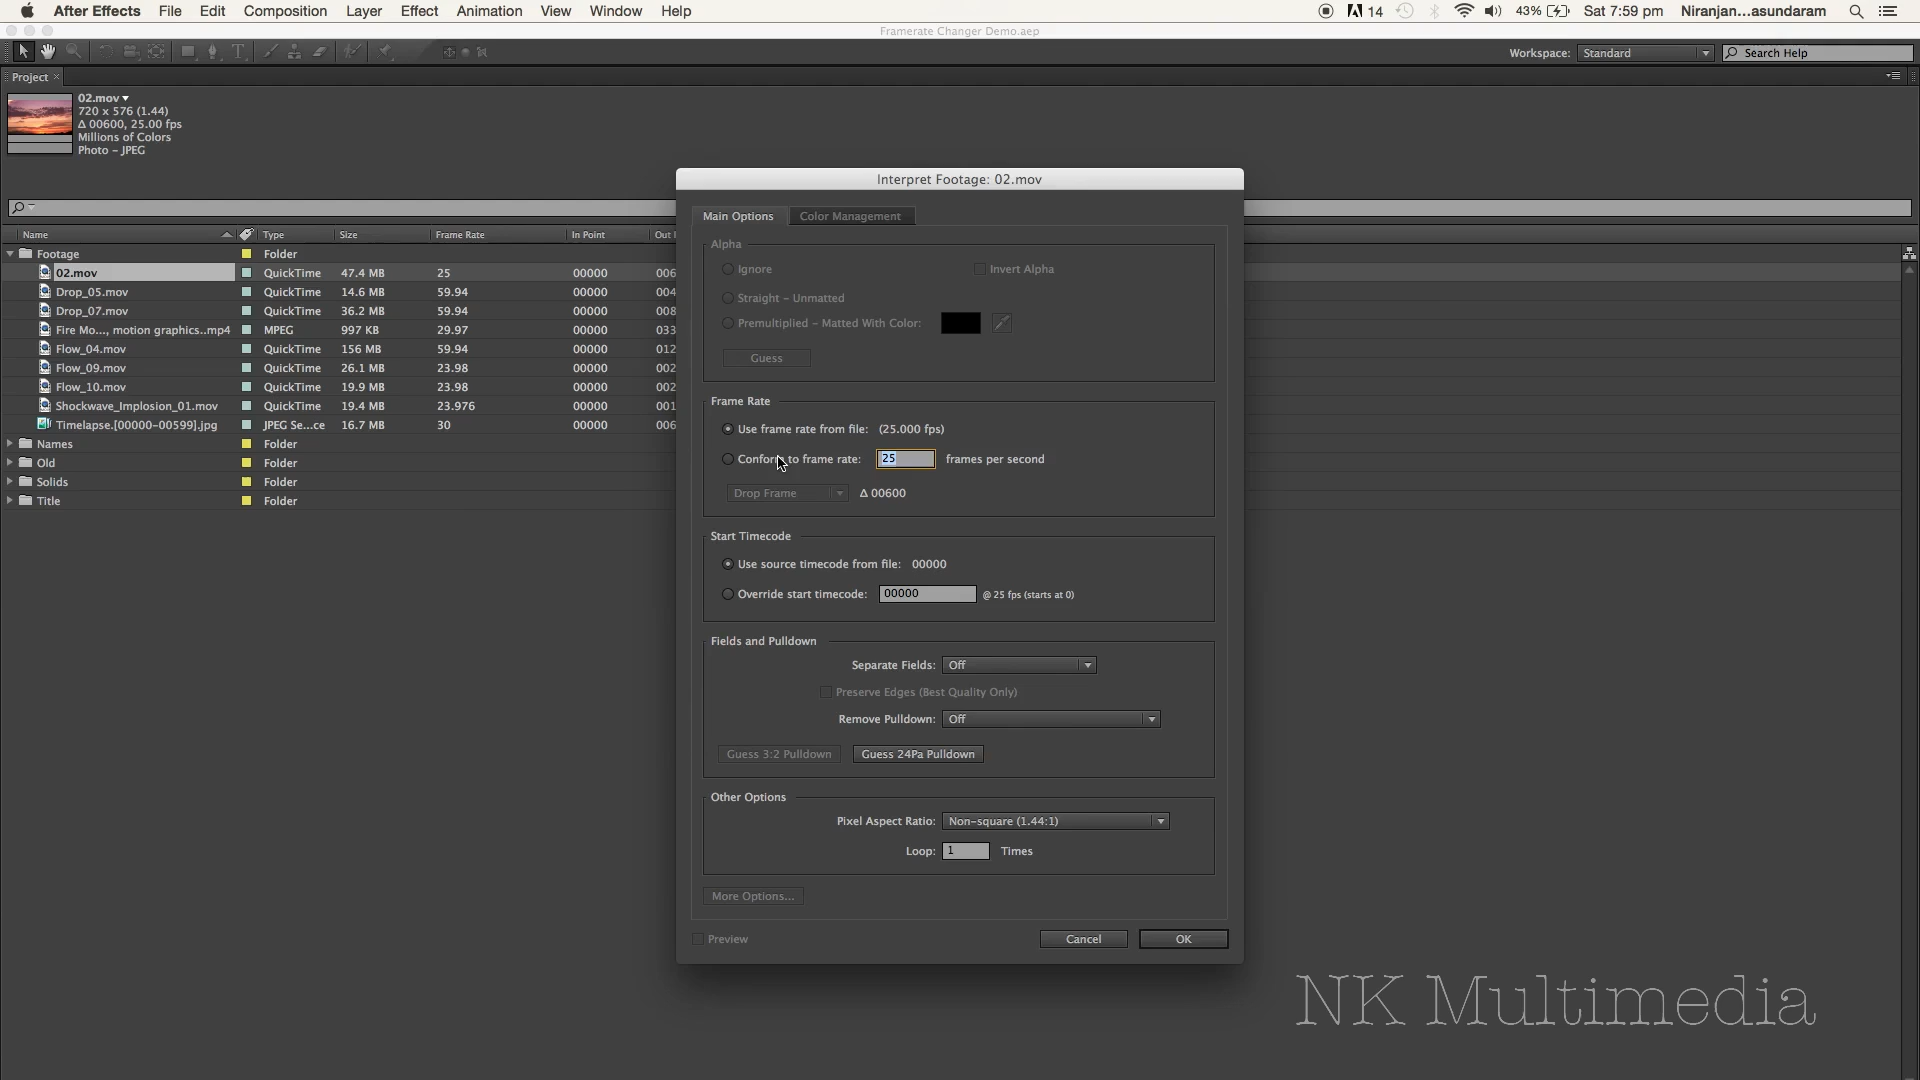 After Effects File Edit Composition Layer Effect Animation View Window Help 14 43% Sat 7:59 pm Niranjan...asundaram
Framerate Changer Demo.aep
Workspace: Standard Search Help
Project
02.mov
720 x 576 (1.44)
Δ 00600, 25.00 fps
Millions of Colors
Photo - JPEG
Interpret Footage: 02.mov
Main Options Color Management
Name Type Size Frame Rate In Point Out
Footage Folder
02.mov QuickTime 47.4 MB 25 00000 006
Drop_05.mov QuickTime 14.6 MB 59.94 00000 004
Drop_07.mov QuickTime 36.2 MB 59.94 00000 008
Fire Mo..., motion graphics..mp4 MPEG 997 KB 29.97 00000 033
Flow_04.mov QuickTime 156 MB 59.94 00000 012
Flow_09.mov QuickTime 26.1 MB 23.98 00000 002
Flow_10.mov QuickTime 19.9 MB 23.98 00000 002
Shockwave_Implosion_01.mov QuickTime 19.4 MB 23.976 00000 001
Timelapse.[00000-00599].jpg JPEG Se...ce 16.7 MB 30 00000 006
Names Folder
Old Folder
Solids Folder
Title Folder
Alpha
Ignore Invert Alpha
Straight - Unmatted
Premultiplied - Matted With Color:
Guess
Frame Rate
Use frame rate from file: (25.000 fps)
Conform to frame rate: 25 frames per second
Drop Frame Δ 00600
Start Timecode
Use source timecode from file: 00000
Override start timecode: 00000 @ 25 fps (starts at 0)
Fields and Pulldown
Separate Fields: Off
Preserve Edges (Best Quality Only)
Remove Pulldown: Off
Guess 3:2 Pulldown Guess 24Pa Pulldown
Other Options
Pixel Aspect Ratio: Non-square (1.44:1)
Loop: 1 Times
More Options...
Preview Cancel OK
NK Multimedia